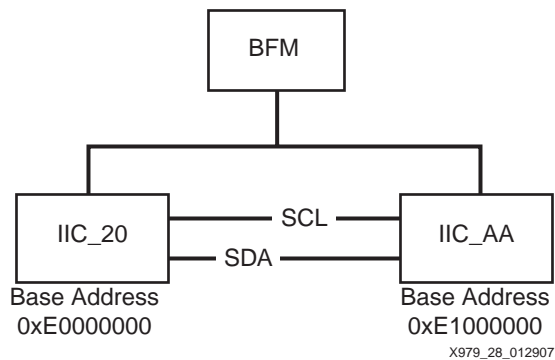 BFM
IIC_20
SCL
SDA
IIC_AA
Base Address
0xE0000000
Base Address
0xE1000000
X979_28_012907